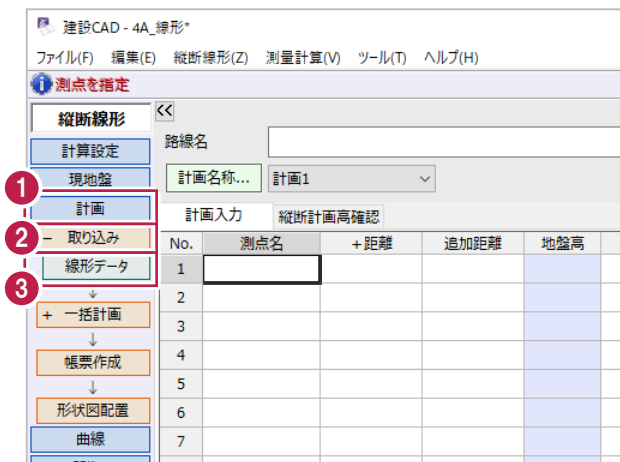 建設CAD - 4A_線形*
ファイル(F) 編集(E) 縦断線形(Z) 測量計算(V) ツール(T) ヘルプ(H)
測点を指定
縦断線形
<<
計算設定
路線名
現地盤
計画名称... 計画1
1
計画
計画入力 縦断計画高確認
2
− 取り込み
No. 測点名 +距離 追加距離 地盤高
線形データ
1
3
↓
2
+ 一括計画
3
↓
帳票作成
4
↓
5
形状図配置
6
曲線
7